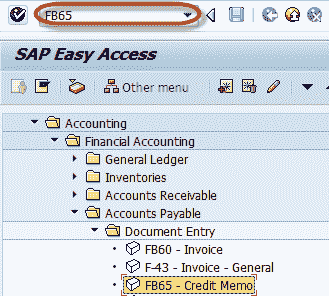 FB65
SAP Easy Access
Other menu
Accounting
Financial Accounting
General Ledger
Inventories
Accounts Receivable
Accounts Payable
Document Entry
FB60 - Invoice
F-43 - Invoice - General
FB65 - Credit Memo